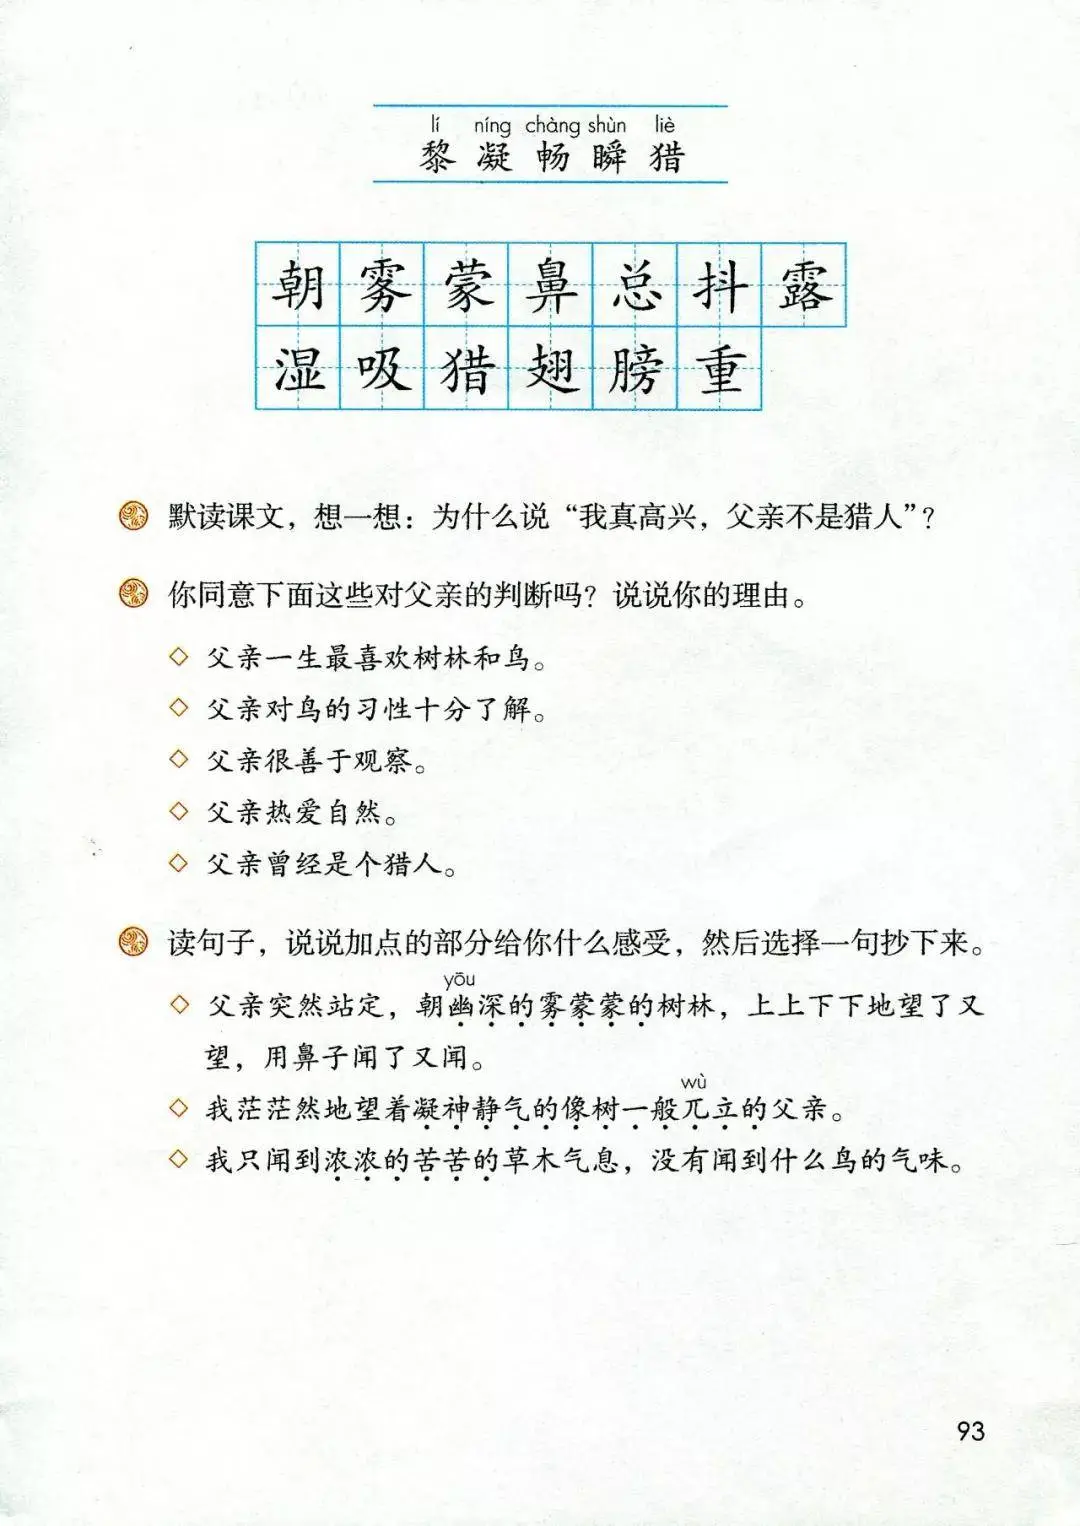 lí níng chàng shùn liè
黎 凝 畅 瞬 猎
朝 雾 蒙 鼻 总 抖 露
湿 吸 猎 翅 膀 重
默读课文，想一想：为什么说“我真高兴，父亲不是猎人”？
你同意下面这些对父亲的判断吗？说说你的理由。
◇ 父亲一生最喜欢树林和鸟。
◇ 父亲对鸟的习性十分了解。
◇ 父亲很善于观察。
◇ 父亲热爱自然。
◇ 父亲曾经是个猎人。
读句子，说说加点的部分给你什么感受，然后选择一句抄下来。
yōu
◇ 父亲突然站定，朝幽深的雾蒙蒙的树林，上上下下地望了又
望，用鼻子闻了又闻。
wù
◇ 我茫茫然地望着凝神静气的像树一般兀立的父亲。
◇ 我只闻到浓浓的苦苦的草木气息，没有闻到什么鸟的气味。
93